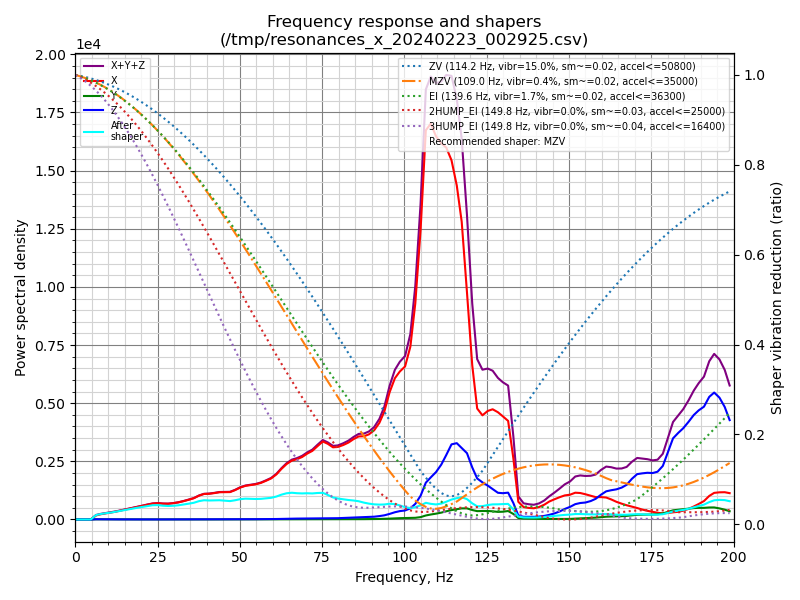 Frequency response and shapers
(/tmp/resonances_x_20240223_002925.csv)
1e4
X+Y+Z
X
Y
Z
After
shaper
ZV (114.2 Hz, vibr=15.0%, sm~=0.02, accel<=50800)
MZV (109.0 Hz, vibr=0.4%, sm~=0.02, accel<=35000)
EI (139.6 Hz, vibr=1.7%, sm~=0.02, accel<=36300)
2HUMP_EI (149.8 Hz, vibr=0.0%, sm~=0.03, accel<=25000)
3HUMP_EI (149.8 Hz, vibr=0.0%, sm~=0.04, accel<=16400)
Recommended shaper: MZV
Power spectral density
2.00
1.75
1.50
1.25
1.00
0.75
0.50
0.25
0.00
Shaper vibration reduction (ratio)
1.0
0.8
0.6
0.4
0.2
0.0
0 25 50 75 100 125 150 175 200
Frequency, Hz